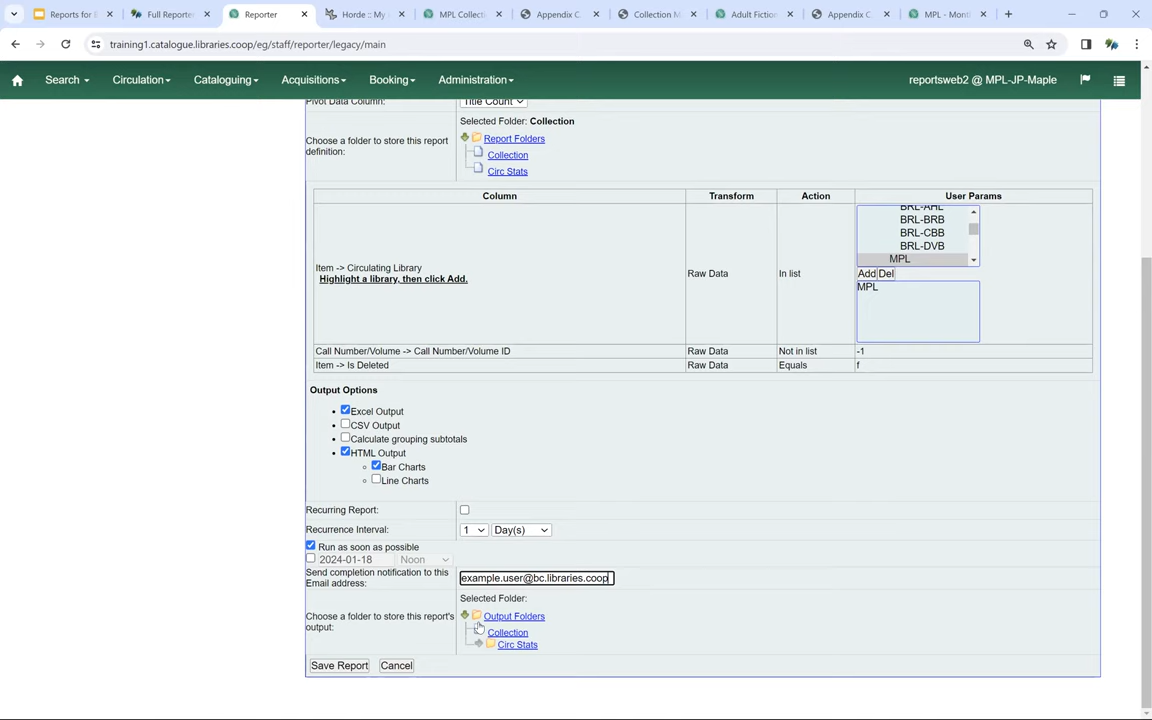 Reports for E
Full Reporte
Reporter
Horde :: My
MPL Collecti
Appendix C.
Collection M
Adult Fiction
Appendix C.
MPL - Month
training1.catalogue.libraries.coop/eg/staff/reporter/legacy/main
Search Circulation Cataloguing Acquisitions Booking Administration reportsweb2 @ MPL-JP-Maple
Pivot Data Column: Title Count
Selected Folder: Collection
Choose a folder to store this report definition:
Report Folders
Collection
Circ Stats
Column Transform Action User Params
BRL-AHL
BRL-BRB
BRL-CBB
BRL-DVB
MPL
Item -> Circulating Library Raw Data In list Add Del
Highlight a library, then click Add.
MPL
Call Number/Volume -> Call Number/Volume ID Raw Data Not in list -1
Item -> Is Deleted Raw Data Equals f
Output Options
Excel Output
CSV Output
Calculate grouping subtotals
HTML Output
Bar Charts
Line Charts
Recurring Report:
Recurrence Interval: 1 Day(s)
Run as soon as possible
2024-01-18 Noon
Send completion notification to this
Email address: example.user@bc.libraries.coop
Selected Folder:
Choose a folder to store this report's
output:
Output Folders
Collection
Circ Stats
Save Report Cancel